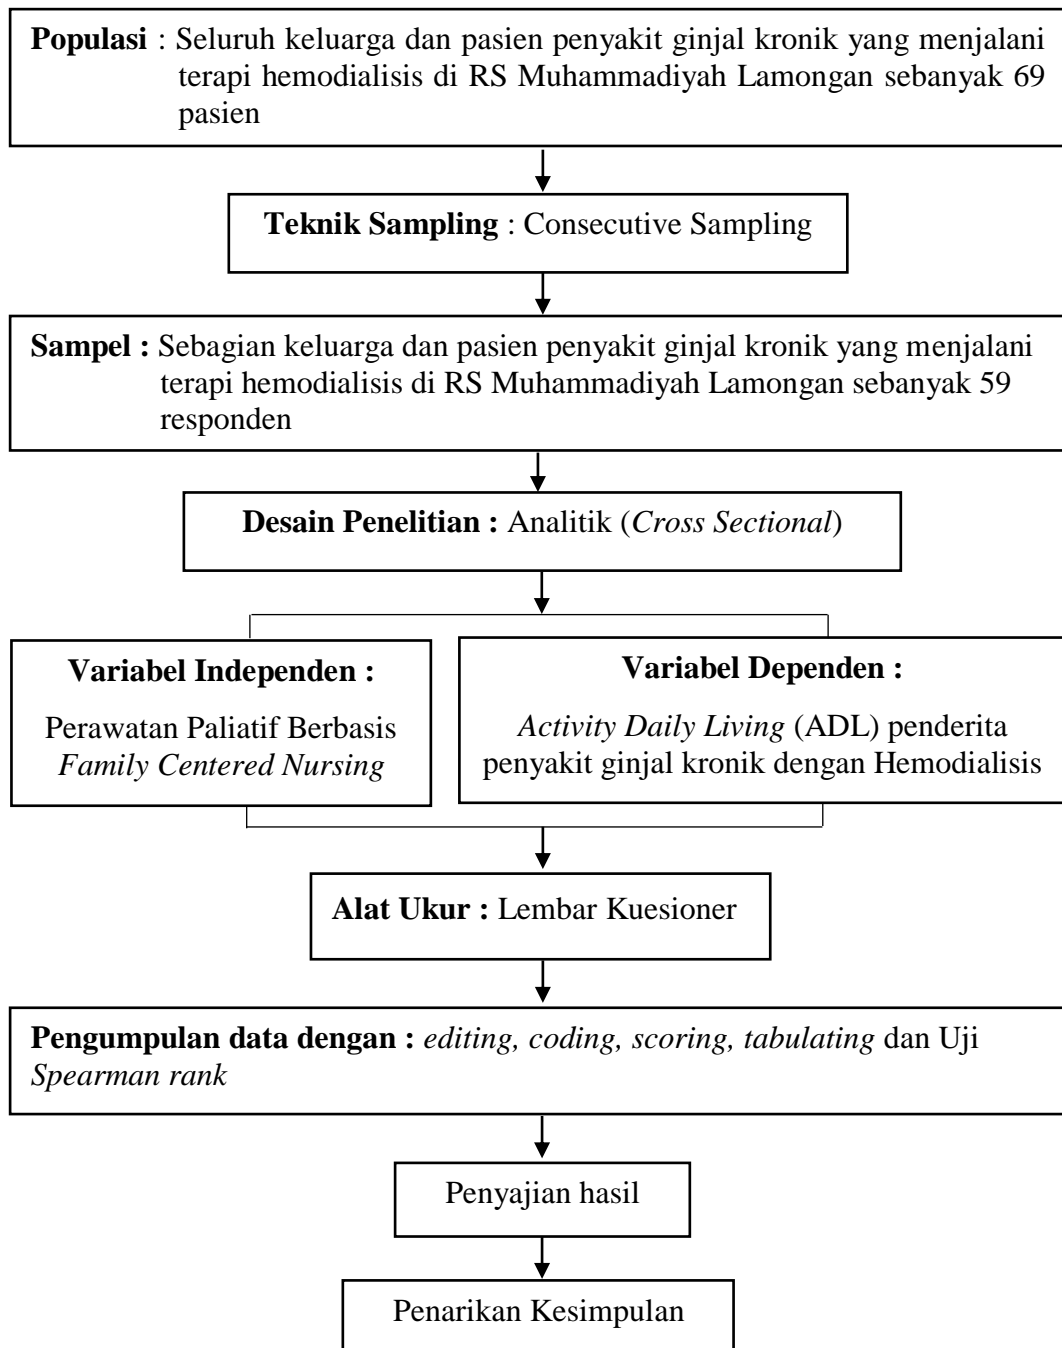 Populasi : Seluruh keluarga dan pasien penyakit ginjal kronik yang menjalani
terapi hemodialisis di RS Muhammadiyah Lamongan sebanyak 69
pasien
Teknik Sampling : Consecutive Sampling
Sampel : Sebagian keluarga dan pasien penyakit ginjal kronik yang menjalani
terapi hemodialisis di RS Muhammadiyah Lamongan sebanyak 59
responden
Desain Penelitian : Analitik (Cross Sectional)
Variabel Independen :
Perawatan Paliatif Berbasis
Family Centered Nursing
Variabel Dependen :
Activity Daily Living (ADL) penderita
penyakit ginjal kronik dengan Hemodialisis
Alat Ukur : Lembar Kuesioner
Pengumpulan data dengan : editing, coding, scoring, tabulating dan Uji
Spearman rank
Penyajian hasil
Penarikan Kesimpulan